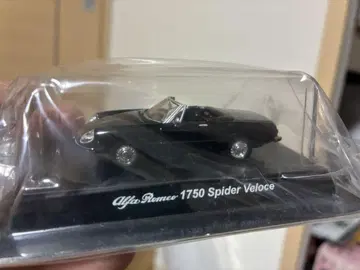 Alfa Romeo 1750 Spider Veloce